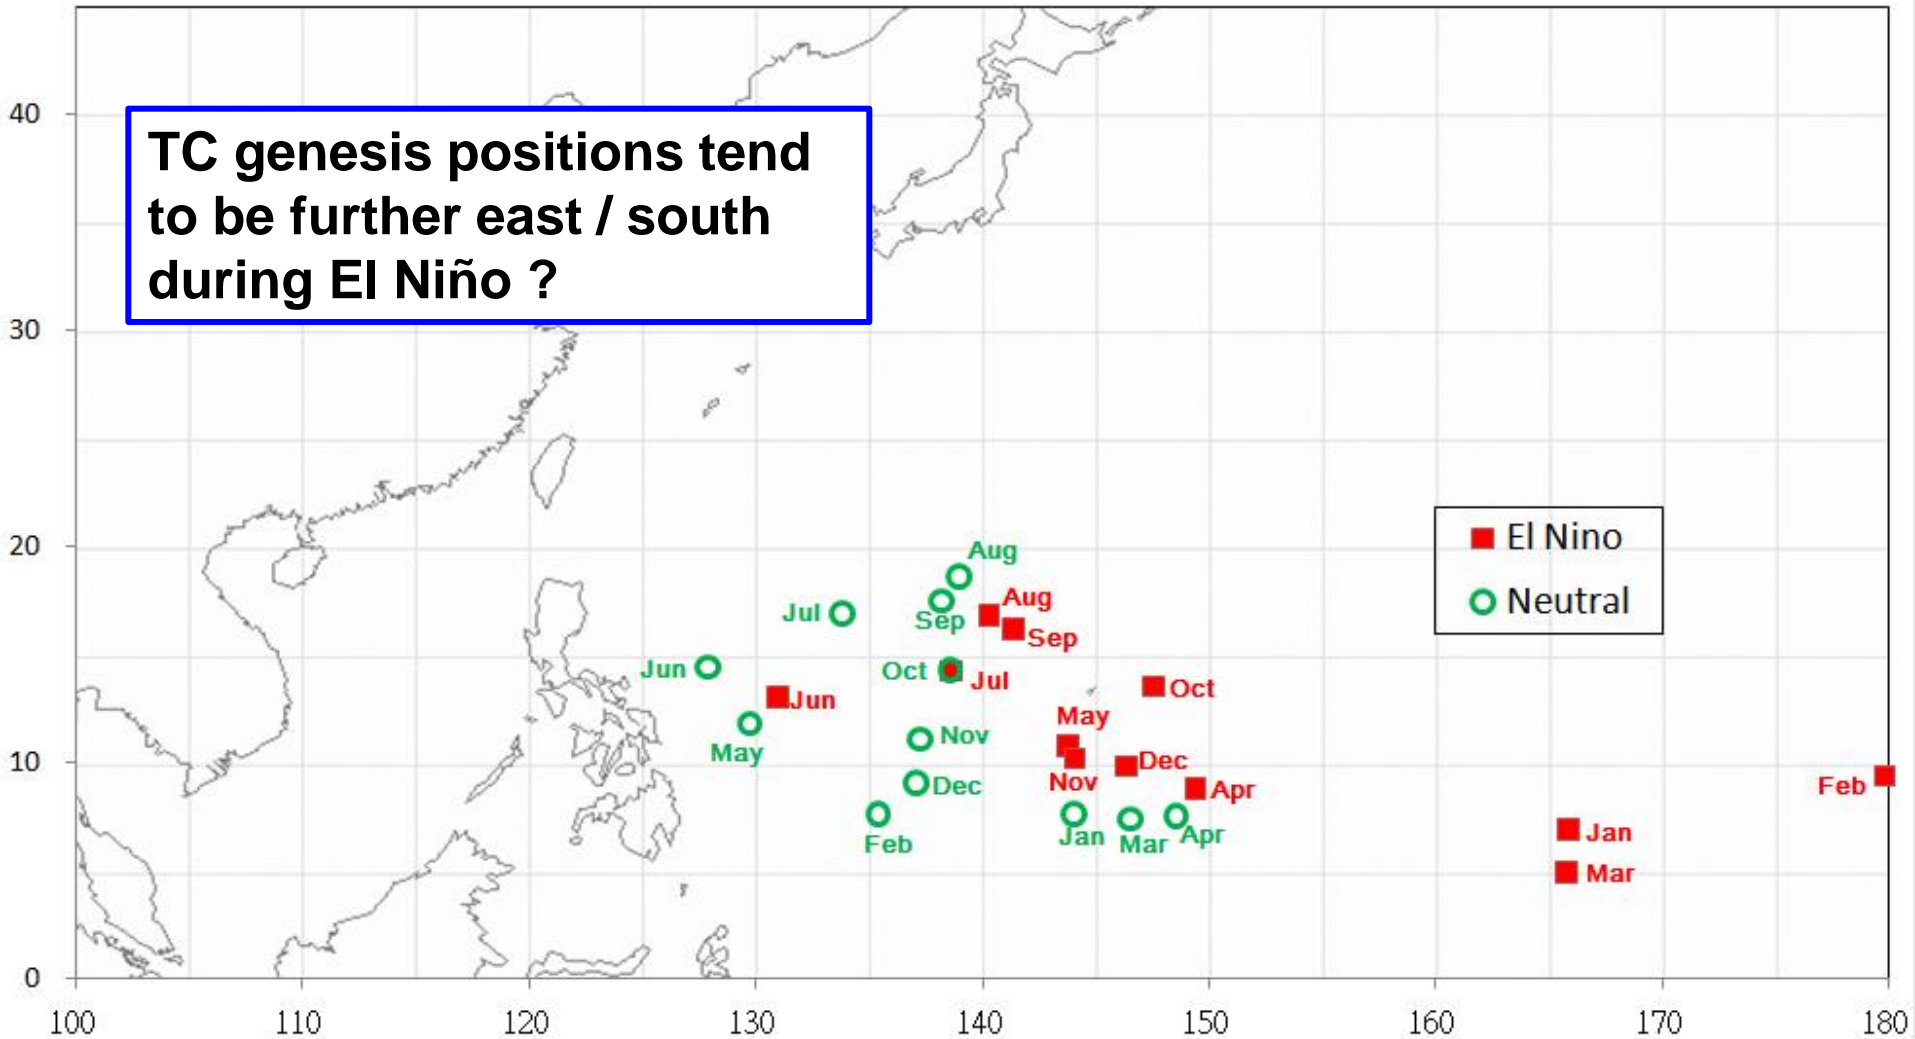 40
TC genesis positions tend
to be further east / south
during El Niño ?
30
20
El Nino
Neutral
Aug
Jul
Aug
Sep
Sep
Jun
Oct
Jul
Jun
Oct
May
May
Nov
Dec
Nov
Dec
Apr
Feb
Feb
Jan
Mar
Apr
Jan
Mar
10
0
100
110
120
130
140
150
160
170
180